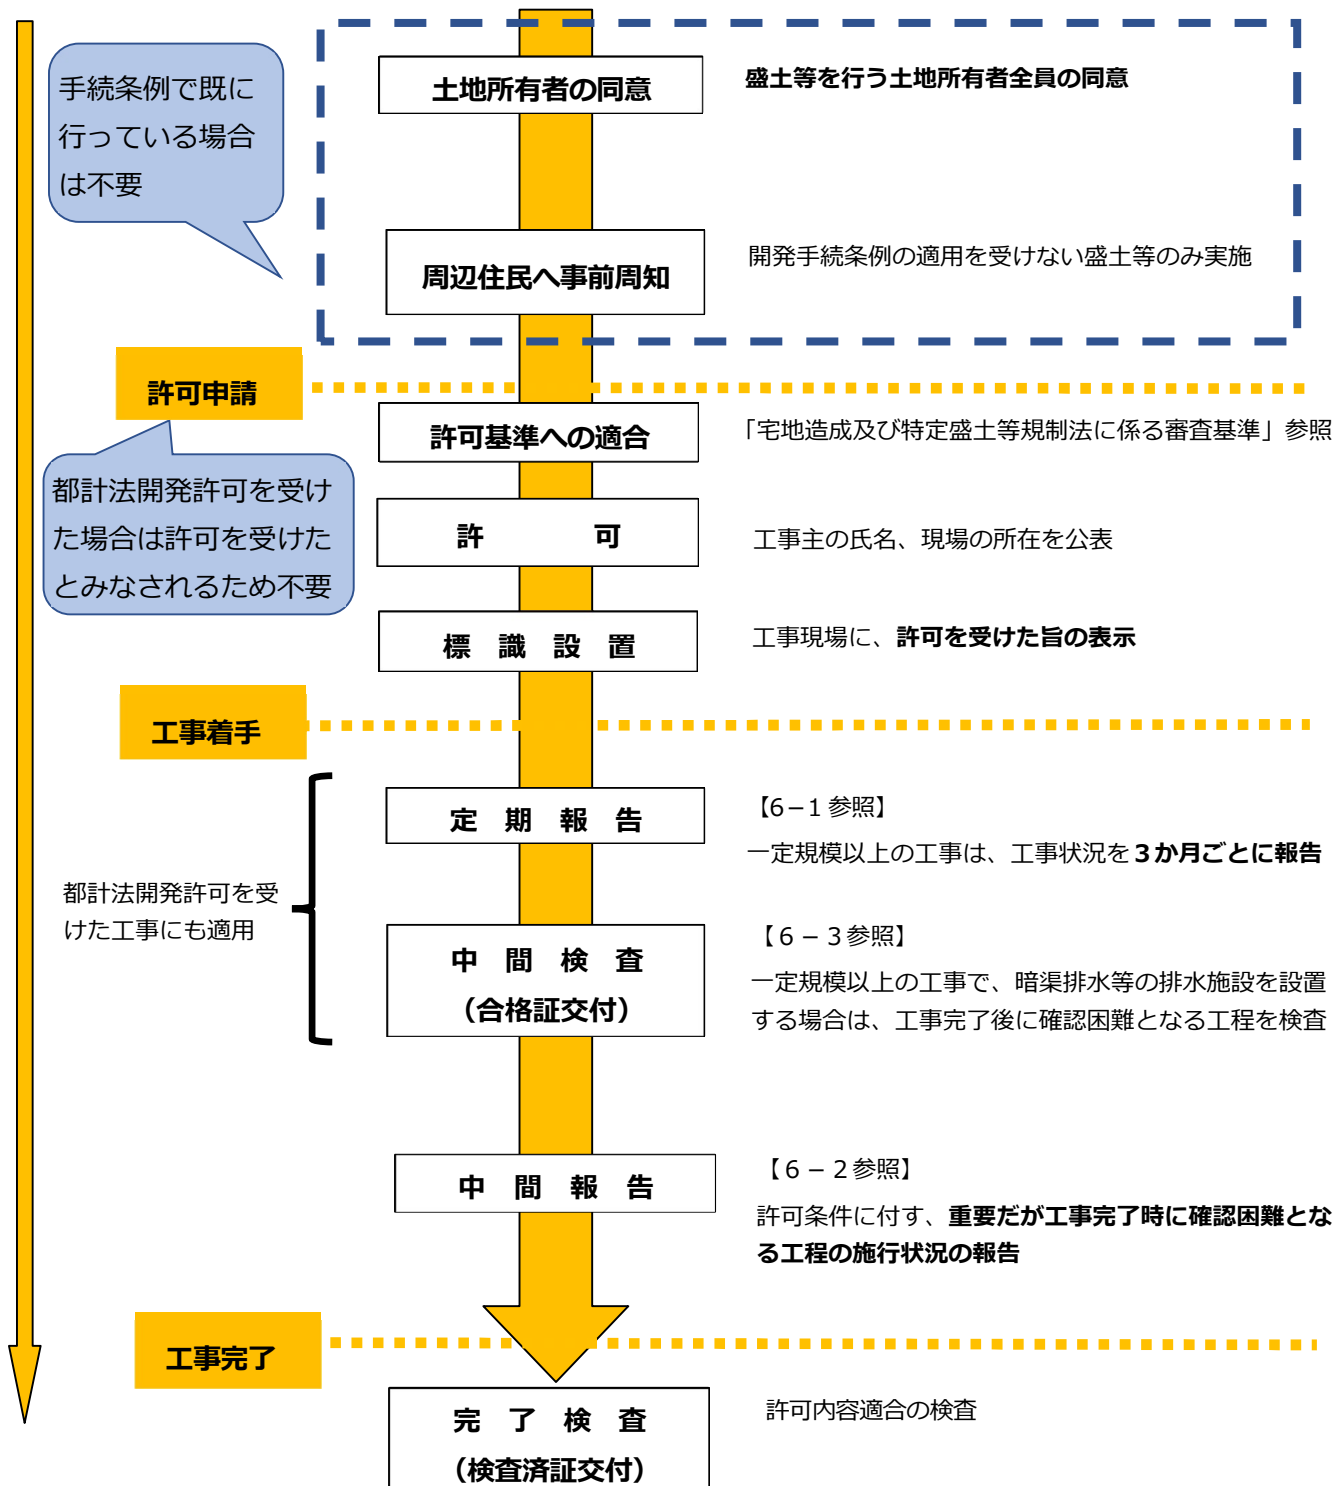 手続条例で既に
行っている場合
は不要
土地所有者の同意
盛土等を行う土地所有者全員の同意
周辺住民へ事前周知
開発手続条例の適用を受けない盛土等のみ実施
許可申請
許可基準への適合
「宅地造成及び特定盛土等規制法に係る審査基準」参照
都計法開発許可を受け
た場合は許可を受けた
とみなされるため不要
許　　　可
工事主の氏名、現場の所在を公表
標　識　設　置
工事現場に、許可を受けた旨の表示
工事着手
定　期　報　告
【6−1 参照】
一定規模以上の工事は、工事状況を３か月ごとに報告
都計法開発許可を受
けた工事にも適用
中　間　検　査
（合格証交付）
【６−３参照】
一定規模以上の工事で、暗渠排水等の排水施設を設置
する場合は、工事完了後に確認困難となる工程を検査
中　間　報　告
【６−２参照】
許可条件に付す、重要だが工事完了時に確認困難とな
る工程の施行状況の報告
工事完了
完　了　検　査
（検査済証交付）
許可内容適合の検査